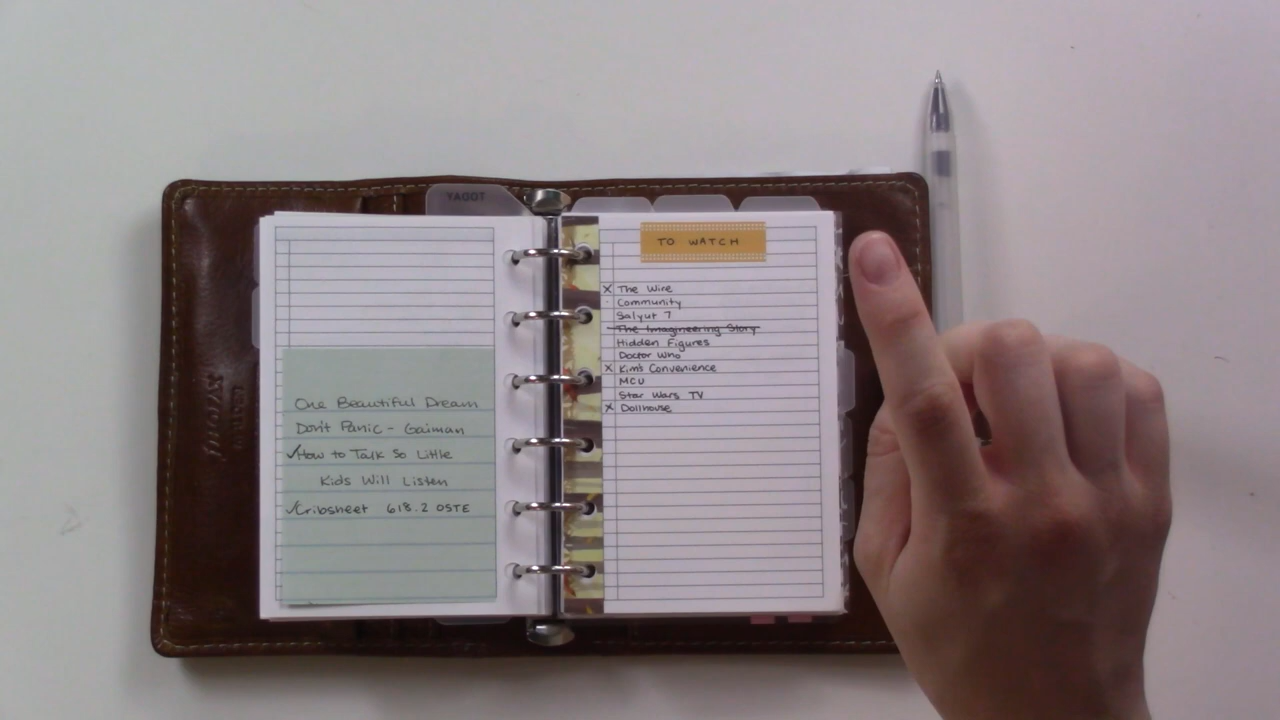 TODAY
One Beautiful Dream
Don't Panic - Gaiman
✓How to Talk So Little
Kids Will Listen
✓Cribsheet 618.2 OSTE
TO WATCH
X The Wire
· Community
Salyut 7
The Imagineering Story
Hidden Figures
Doctor Who
X Kim's Convenience
MCU
Star Wars TV
X Dollhouse